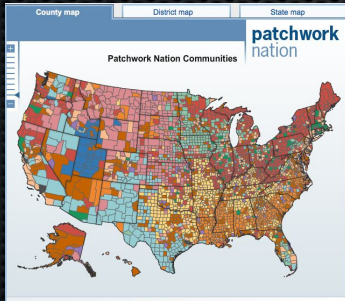 County map
District map
State map
patchwork
nation
Patchwork Nation Communities